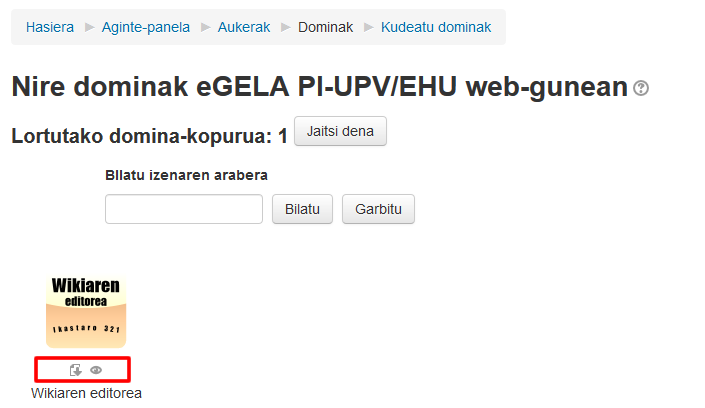 Hasiera ► Aginte-panela ► Aukerak ► Dominak ► Kudeatu dominak
Nire dominak eGELA PI-UPV/EHU web-gunean ?
Lortutako domina-kopurua: 1 Jaitsi dena
BIlatu izenaren arabera
Bilatu Garbitu
Wikiaren
editorea
Ikastaro 321
Wikiaren editorea